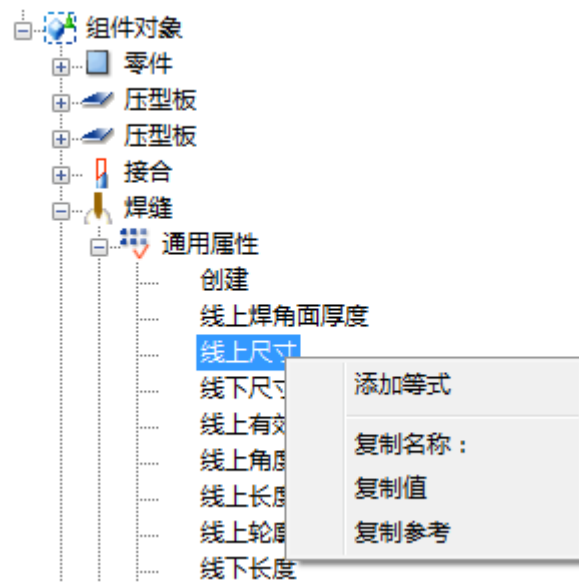 组件对象
零件
压型板
压型板
接合
焊缝
通用属性
创建
线上焊角面厚度
线上尺寸
线下尺寸
线上有效
线上角度
线上长度
线上轮廓
线下长度
添加等式
复制名称：
复制值
复制参考